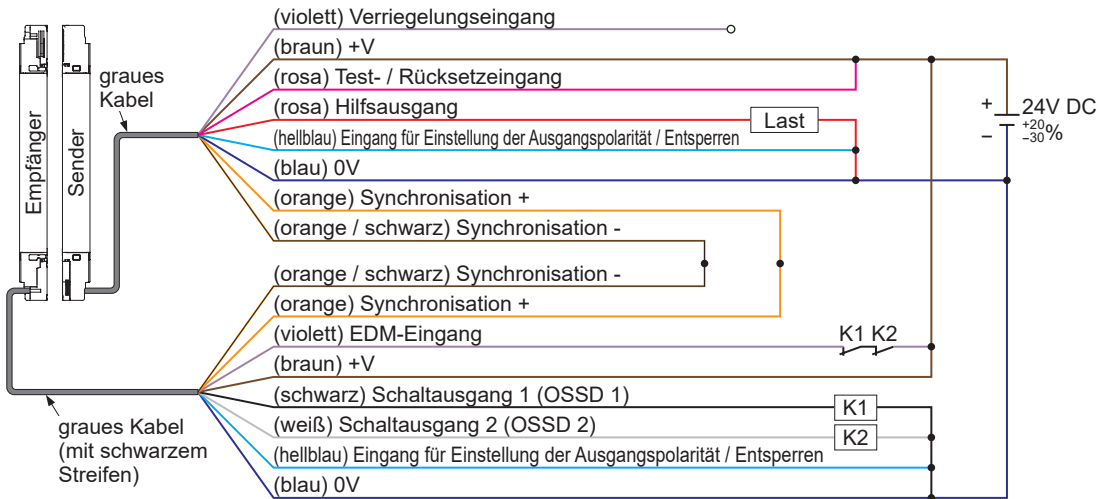 (violett) Verriegelungseingang
(braun) +V
(rosa) Test- / Rücksetzeingang
(rosa) Hilfsausgang
Last
(hellblau) Eingang für Einstellung der Ausgangspolarität / Entsperren
(blau) 0V
(orange) Synchronisation +
(orange / schwarz) Synchronisation -
graues
Kabel
Empfänger
Sender
+
24V DC
+20
−30 %
−
(orange / schwarz) Synchronisation -
(orange) Synchronisation +
(violett) EDM-Eingang
K1 K2
(braun) +V
(schwarz) Schaltausgang 1 (OSSD 1)
K1
(weiß) Schaltausgang 2 (OSSD 2)
K2
(hellblau) Eingang für Einstellung der Ausgangspolarität / Entsperren
(blau) 0V
graues Kabel
(mit schwarzem
Streifen)